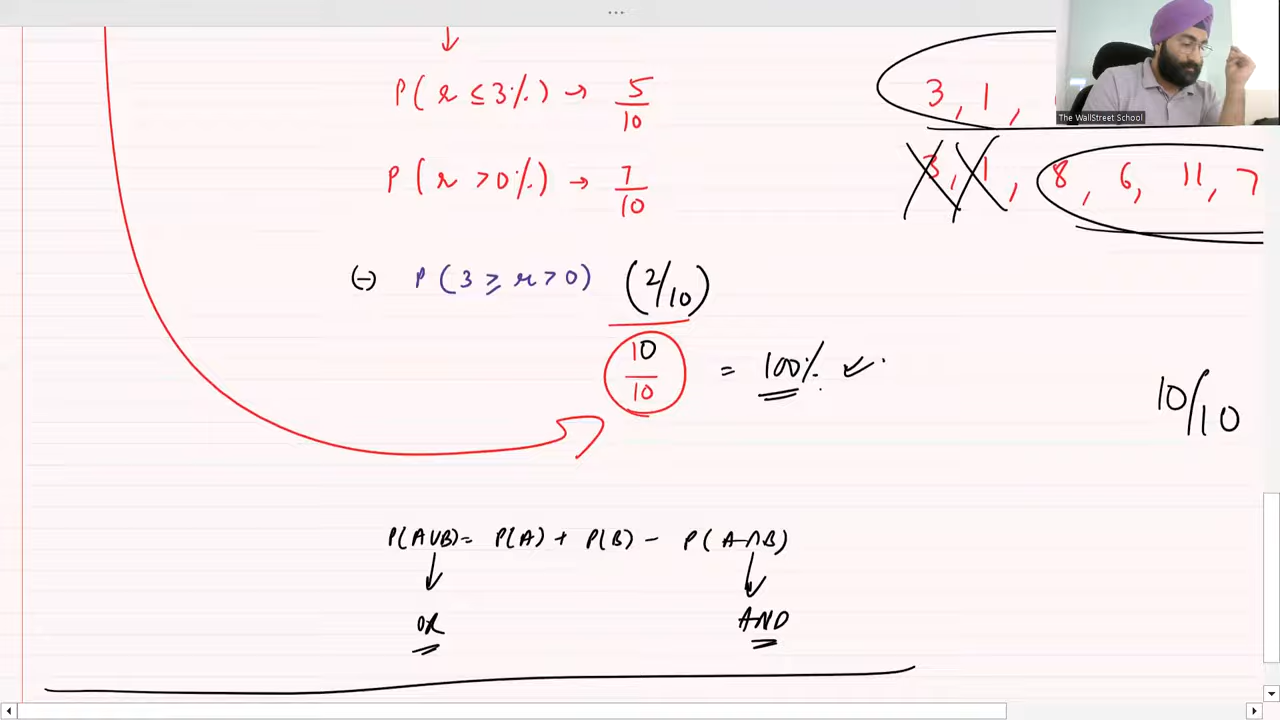 P(r ≤ 3%) → 5/10
3, 1,
The WallStreet School
P(r > 0%) → 7/10
3, 1, 8, 6, 11, 7
(-) P(3 ≥ r > 0) (2/10)
10/10 = 100%
10/10
P(A∪B) = P(A) + P(B) - P(A∩B)
OR
AND